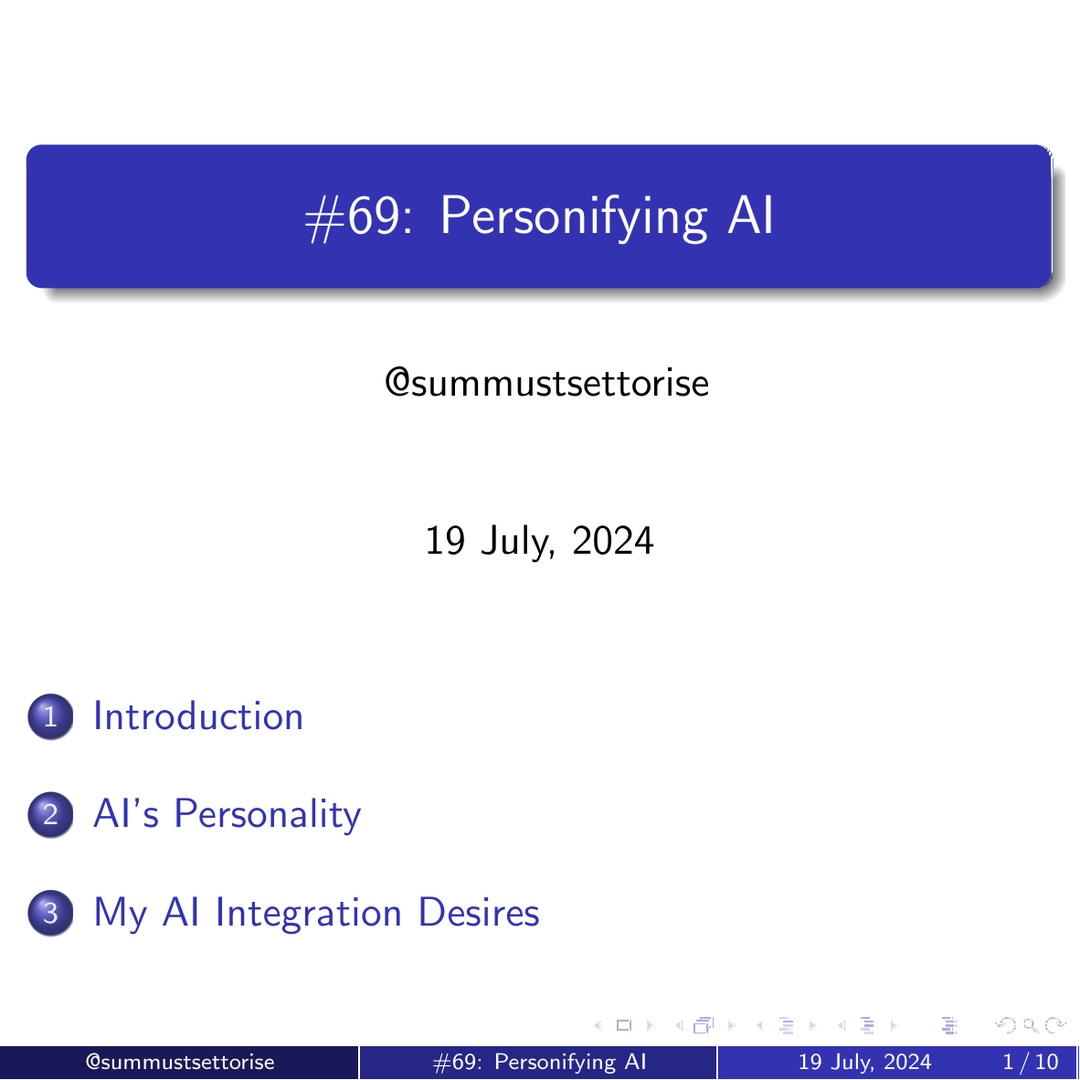 #69: Personifying AI
@summustsettorise
19 July, 2024
1 Introduction
2 AI's Personality
3 My AI Integration Desires
@summustsettorise #69: Personifying AI 19 July, 2024 1 / 10